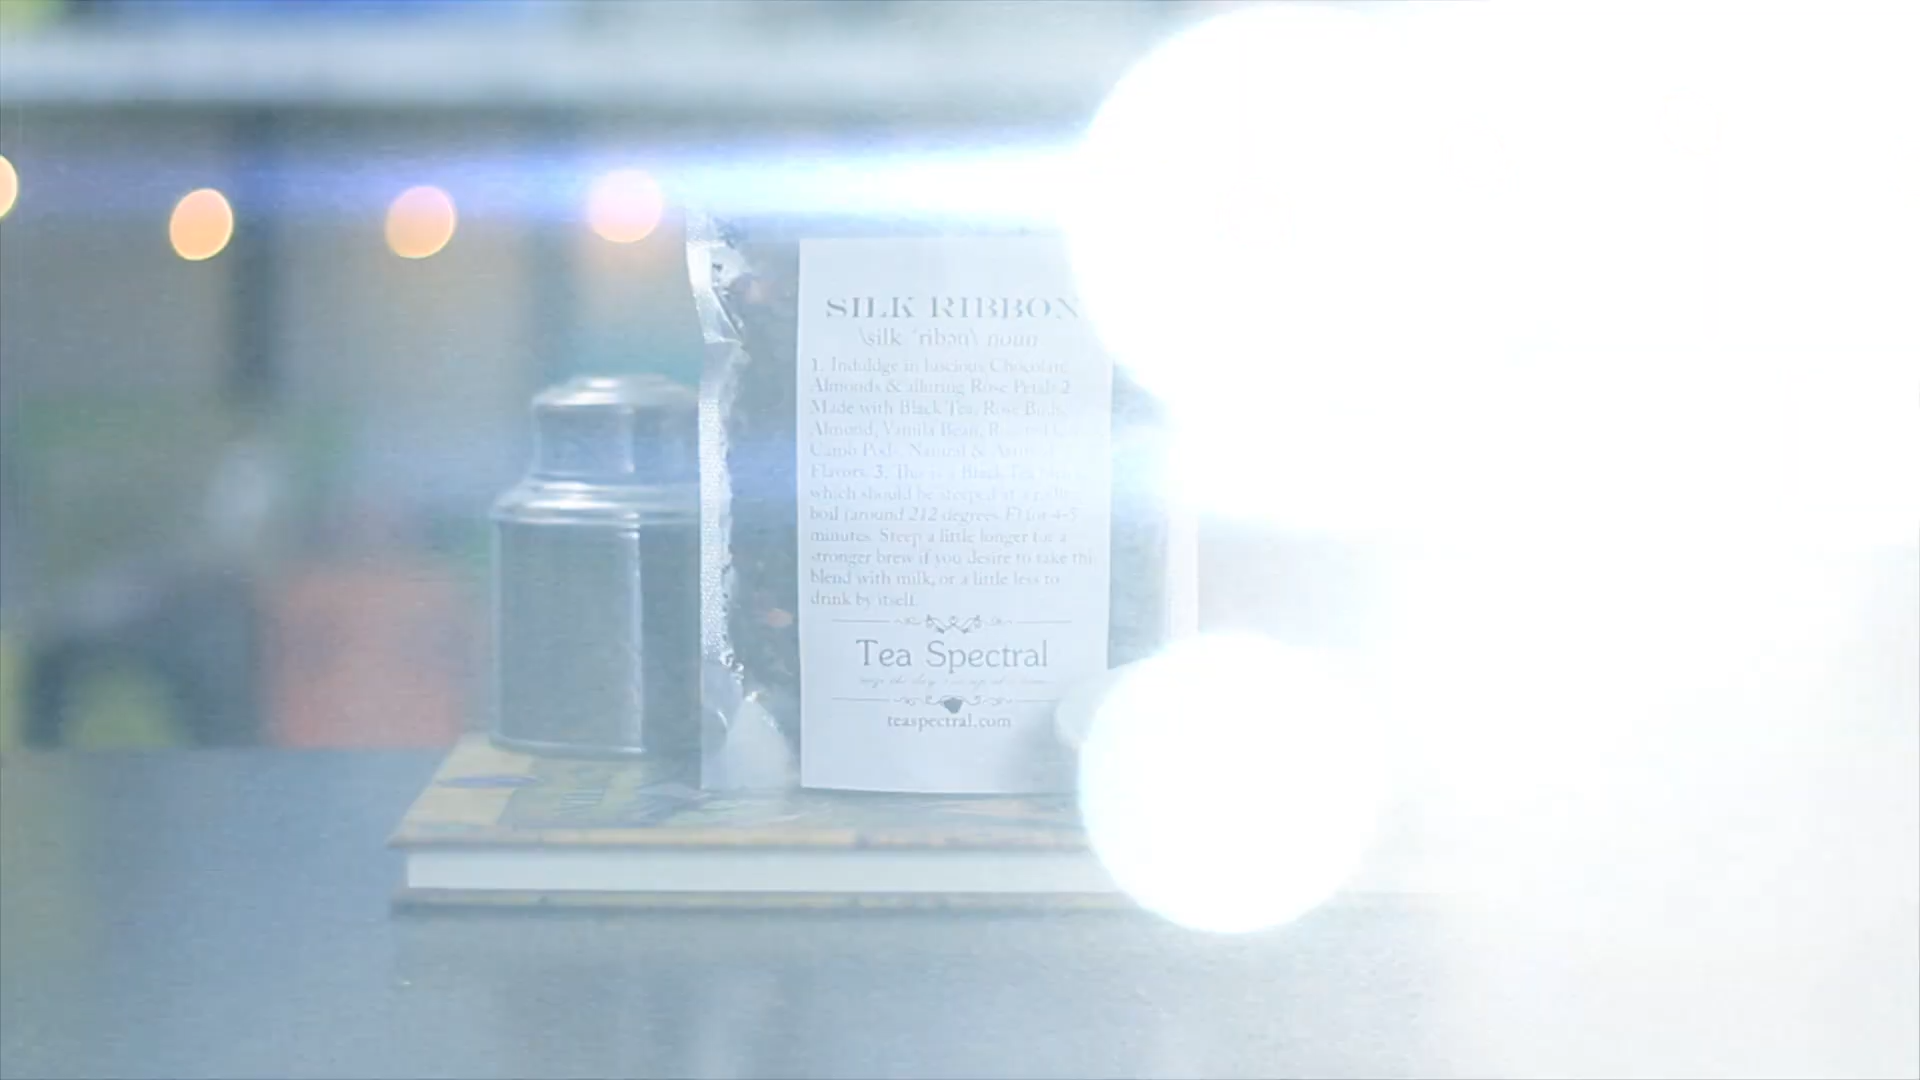 SILK RIBBON
\silk 'ribən\ noun
1. Induldge in luscious Chocolate
Almonds & alluring Rose Petals 2.
Made with Black Tea, Rose Buds,
Almond, Vanilla Bean, Roasted
Carob Pods, Natural &
Flavors. 3. This is a Black Tea
which should be steeped at a
boil (around 212 degrees F) for 4-5
minutes. Steep a little longer for a
stronger brew if you desire to take this
blend with milk, or a little less to
drink by itself.
Tea Spectral
teaspectral.com